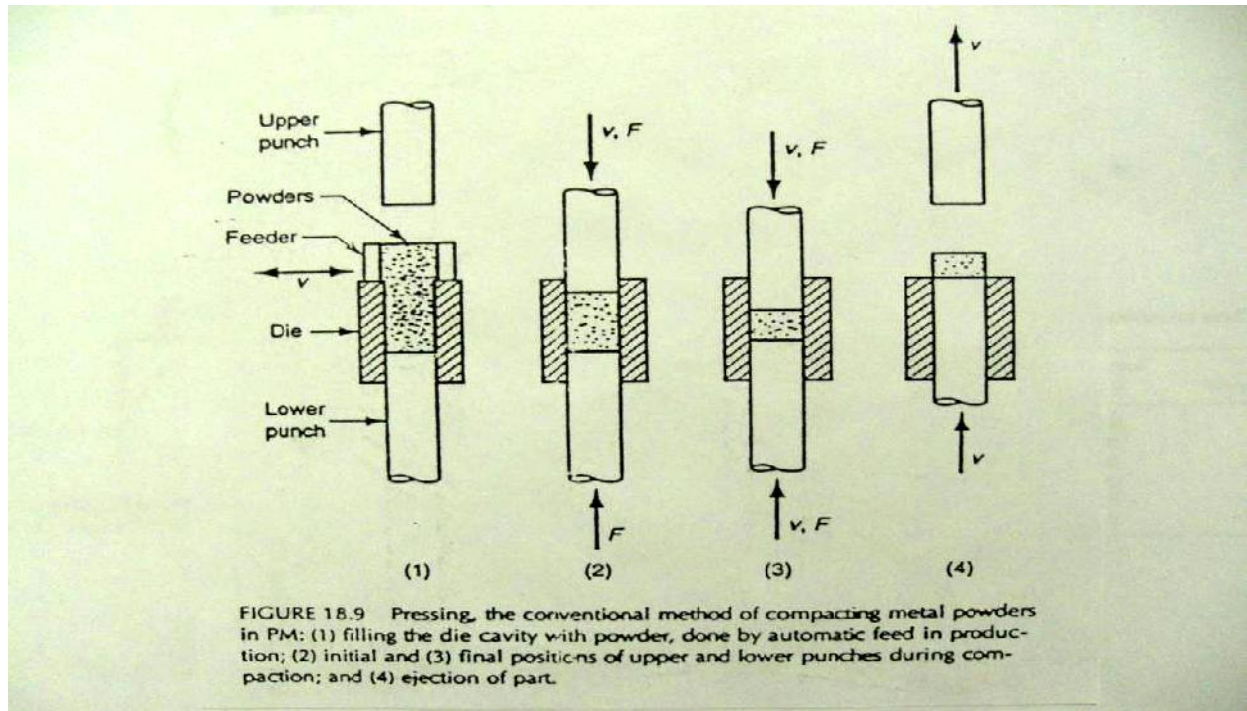 Upper
punch
Powders
Feeder
v
Die
Lower
punch
v, F
F
v, F
v, F
v
v
(1)
(2)
(3)
(4)
FIGURE 18.9 Pressing, the conventional method of compacting metal powders
in PM: (1) filling the die cavity with powder, done by automatic feed in produc-
tion; (2) initial and (3) final positions of upper and lower punches during com-
paction; and (4) ejection of part.